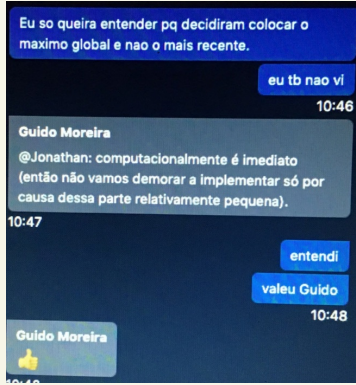 Eu so queira entender pq decidiram colocar o
maximo global e nao o mais recente.
eu tb nao vi
10:46
Guido Moreira
@Jonathan: computacionalmente é imediato
(então não vamos demorar a implementar só por
causa dessa parte relativamente pequena).
10:47
entendi
valeu Guido
10:48
Guido Moreira
👍
10:48